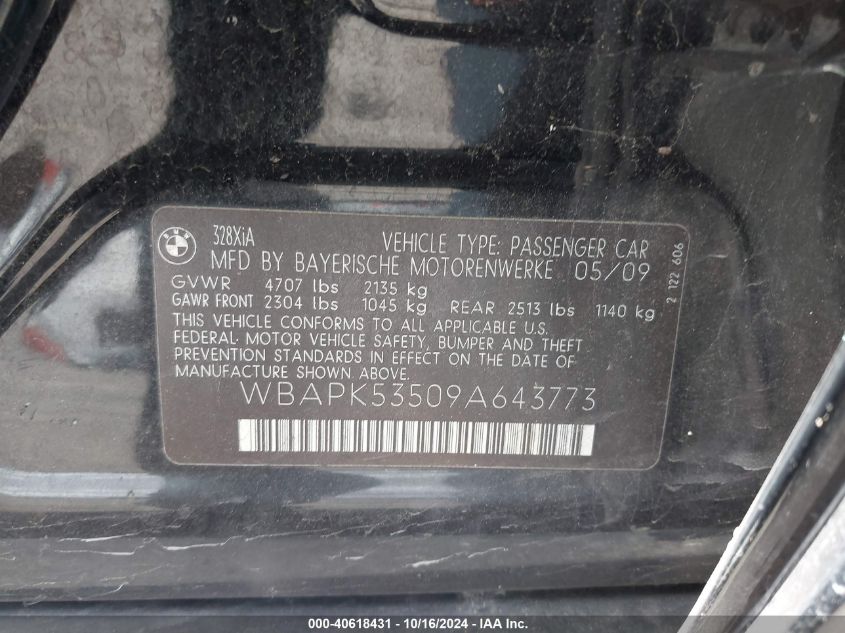 BMW
328XiA
VEHICLE TYPE: PASSENGER CAR
MFD BY BAYERISCHE MOTORENWERKE 05/09
GVWR 4707 lbs 2135 kg
GAWR FRONT 2304 lbs 1045 kg REAR 2513 lbs 1140 kg
THIS VEHICLE CONFORMS TO ALL APPLICABLE U.S.
FEDERAL MOTOR VEHICLE SAFETY, BUMPER AND THEFT
PREVENTION STANDARDS IN EFFECT ON THE DATE OF
MANUFACTURE SHOWN ABOVE.
WBAPK53509A643773
2 122 606
000-40618431 - 10/16/2024 - IAA Inc.